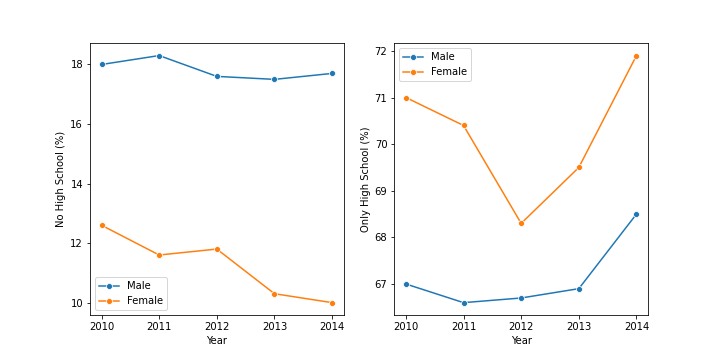 18
16
14
12
10
No High School (%)
Male
Female
2010 2011 2012 2013 2014
Year
72
71
70
69
68
67
Only High School (%)
Male
Female
2010 2011 2012 2013 2014
Year